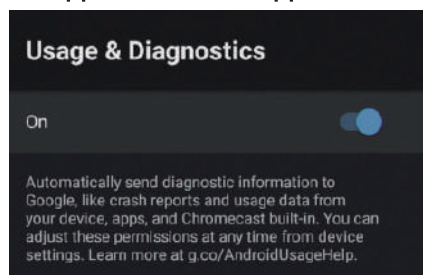 Usage & Diagnostics
On
Automatically send diagnostic information to
Google, like crash reports and usage data from
your device, apps, and Chromecast built-in. You can
adjust these permissions at any time from device
settings. Learn more at g.co/AndroidUsageHelp.